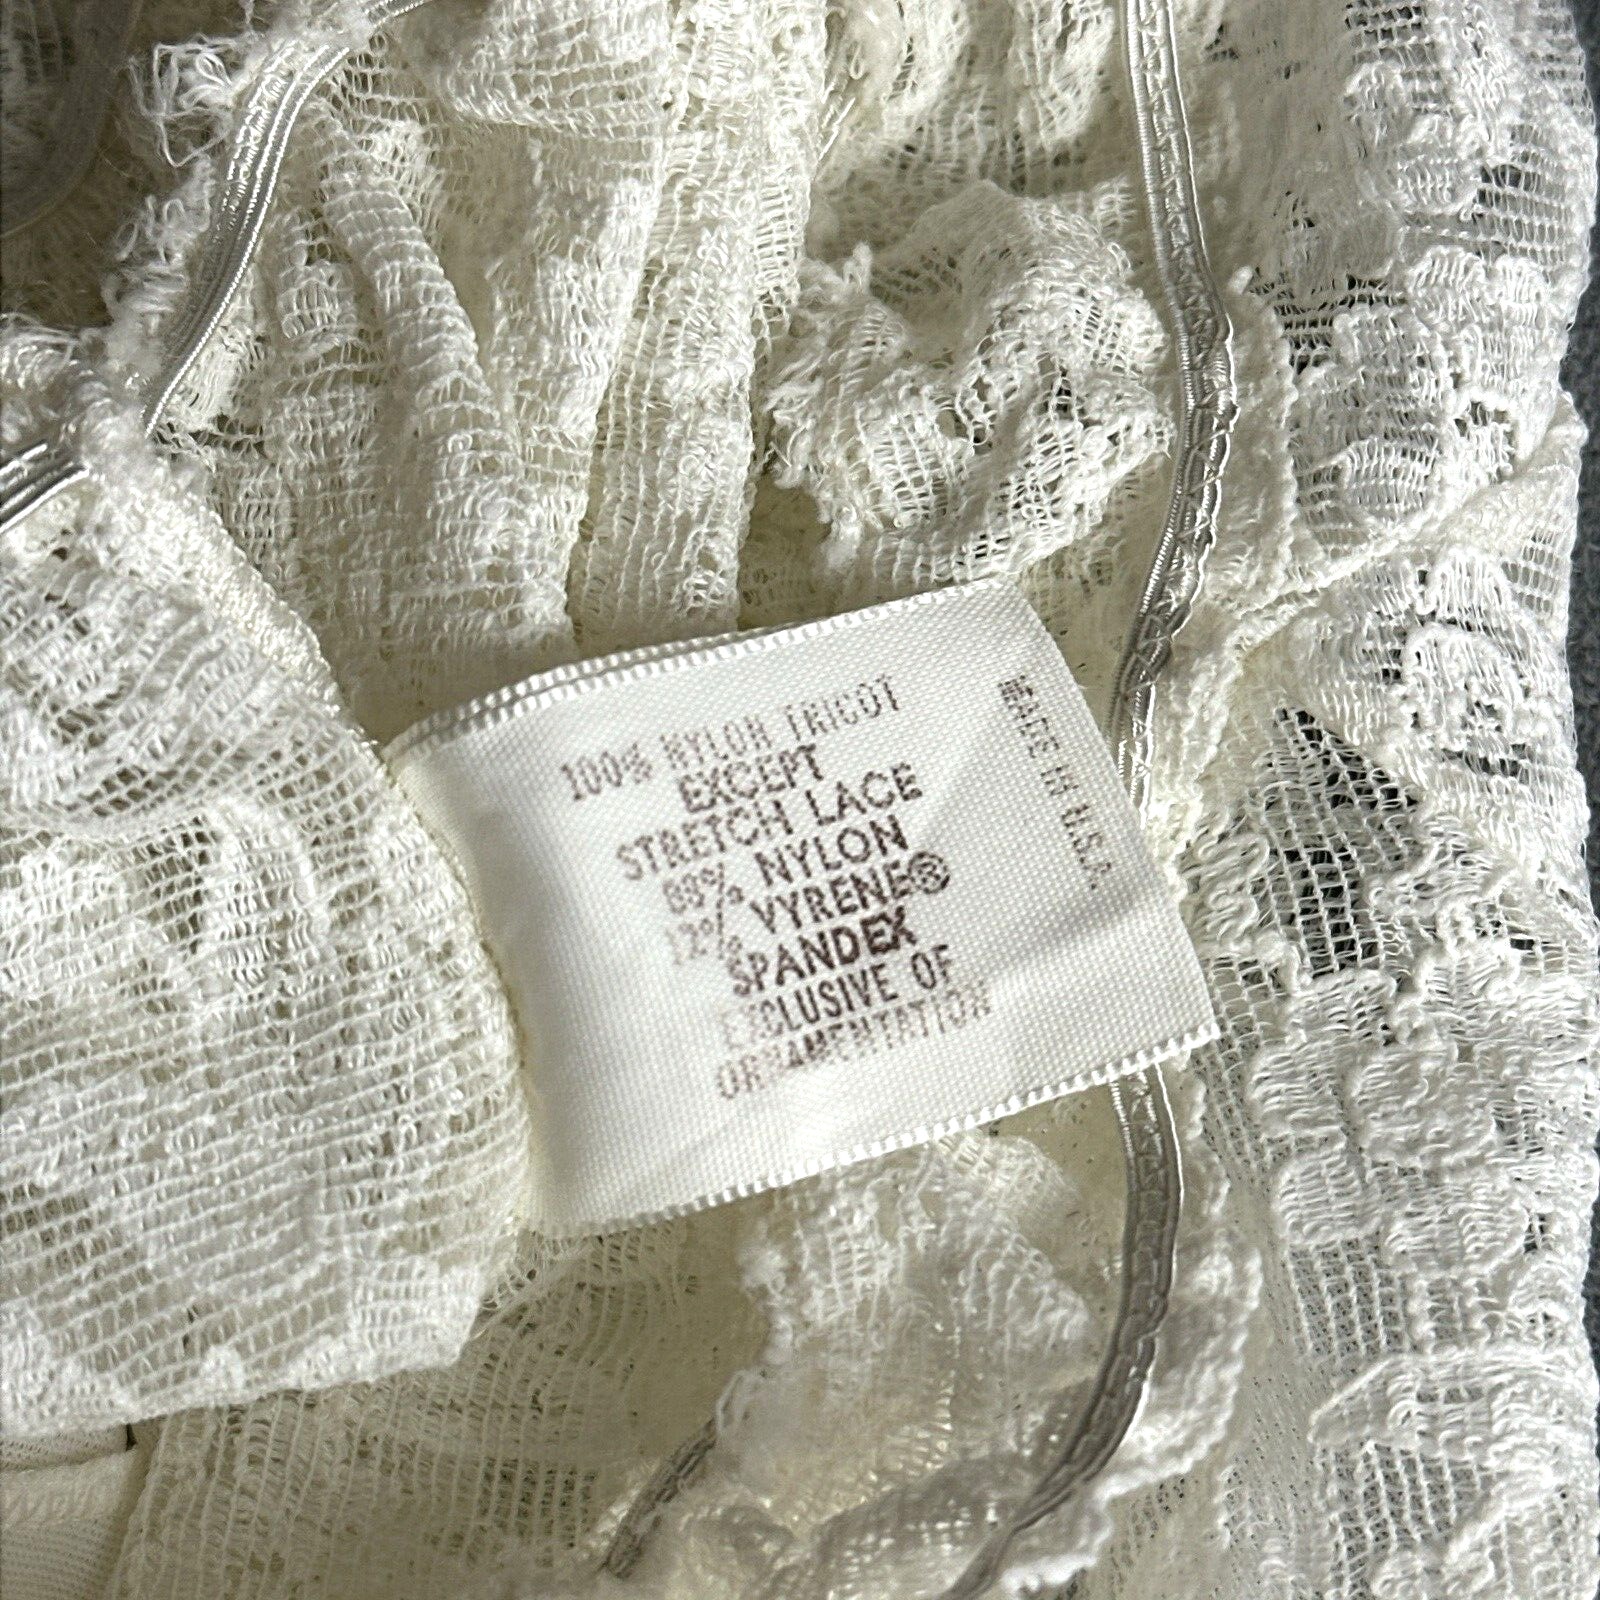 100% NYLON TRICOT
EXCEPT
STRETCH LACE
88% NYLON
12% VYRENE®
SPANDEX
EXCLUSIVE OF
ORNAMENTATION
MADE IN U.S.A.